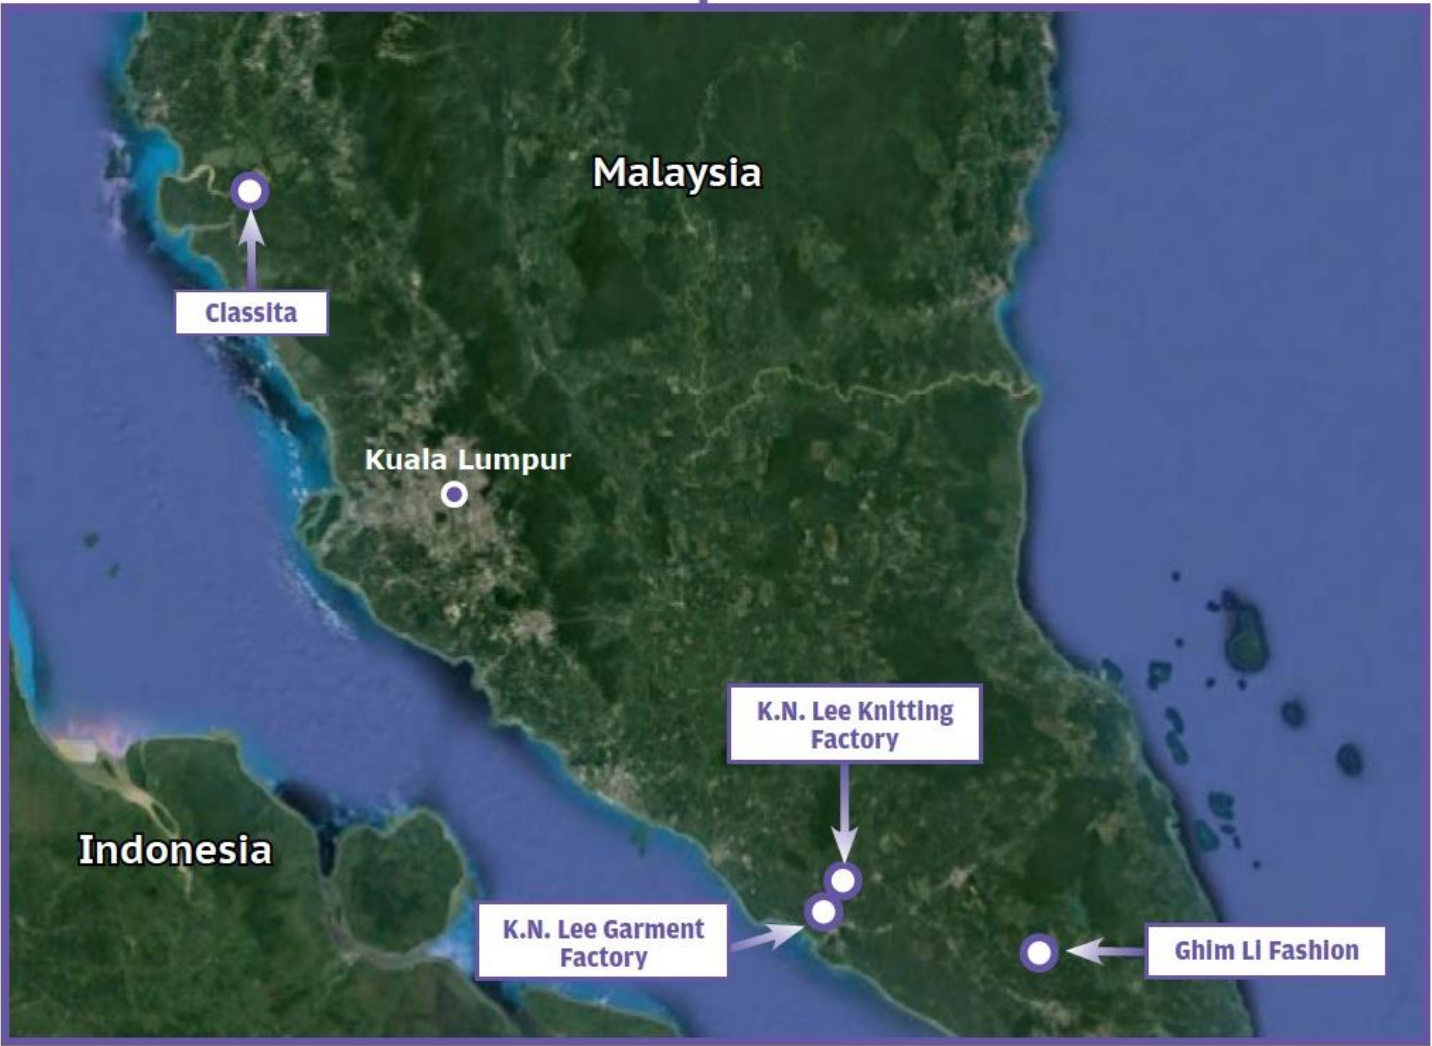 Malaysia
Classita
Kuala Lumpur
K.N. Lee Knitting
Factory
Indonesia
K.N. Lee Garment
Factory
Ghim Li Fashion